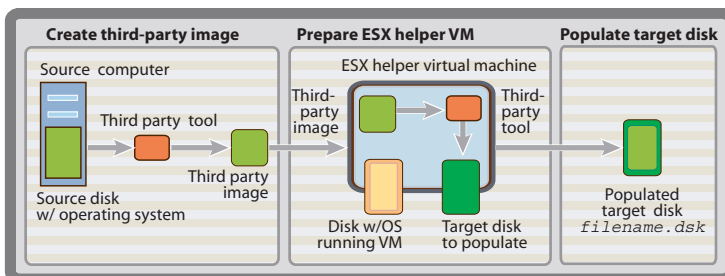 Create third-party image
Source computer
Third party tool
Third party
image
Source disk
w/ operating system
Prepare ESX helper VM
ESX helper virtual machine
Third-
party
image
Third-
party
tool
Disk w/OS
running VM
Target disk
to populate
Populate target disk
Populated
target disk
filename.dsk